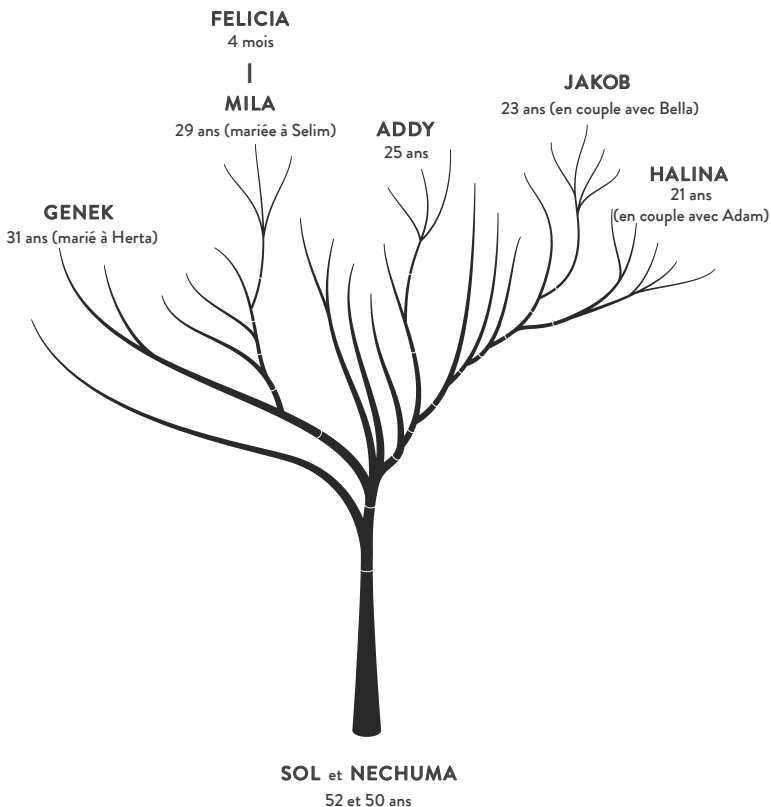 FELICIA
4 mois
MILA
29 ans (mariée à Selim)
ADDY
25 ans
JAKOB
23 ans (en couple avec Bella)
HALINA
21 ans
(en couple avec Adam)
GENEK
31 ans (marié à Herta)
SOL et NECHUMA
52 et 50 ans